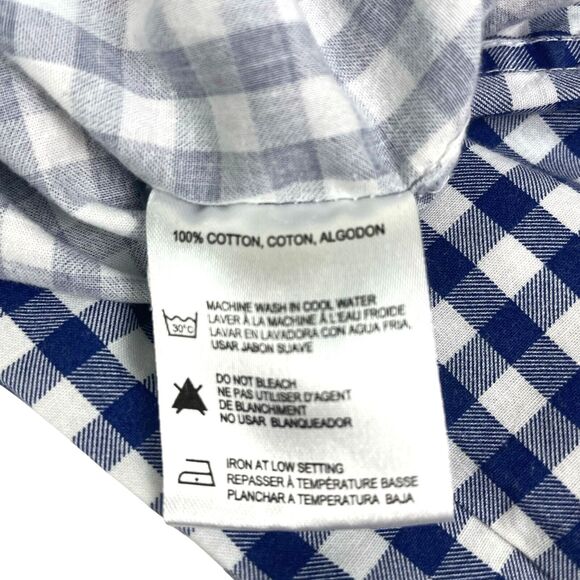 100% COTTON, COTON, ALGODON
30°C
MACHINE WASH IN COOL WATER
LAVER À LA MACHINE À L'EAU FROIDE
LAVAR EN LAVADORA CON AGUA FRIA,
USAR JABON SUAVE
DO NOT BLEACH
NE PAS UTILISER D'AGENT
DE BLANCHIMENT
NO USAR BLANQUEADOR
IRON AT LOW SETTING
REPASSER À TEMPÉRATURE BASSE
PLANCHAR A TEMPERATURA BAJA